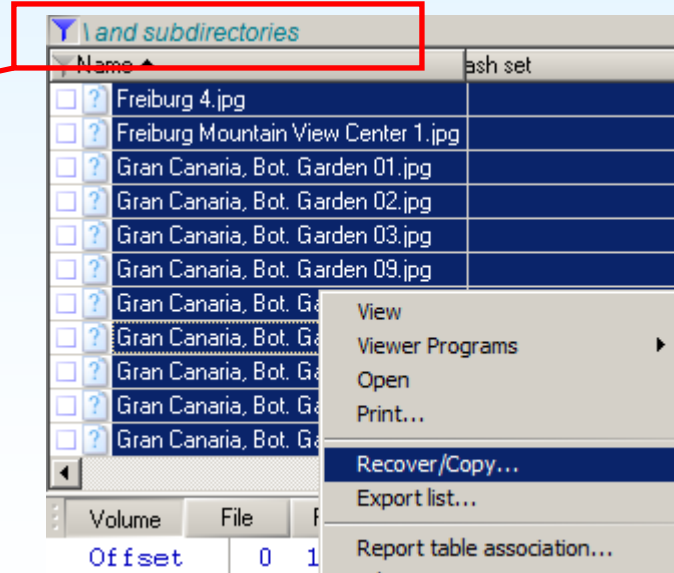 \ and subdirectories
Name
ash set
Freiburg 4.jpg
Freiburg Mountain View Center 1.jpg
Gran Canaria, Bot. Garden 01.jpg
Gran Canaria, Bot. Garden 02.jpg
Gran Canaria, Bot. Garden 03.jpg
Gran Canaria, Bot. Garden 09.jpg
Gran Canaria, Bot. Ga
Gran Canaria, Bot. Ga
Gran Canaria, Bot. Ga
Gran Canaria, Bot. Ga
Gran Canaria, Bot. Ga
View
Viewer Programs
Open
Print...
Recover/Copy...
Export list...
Report table association...
Volume File
Offset 0 1